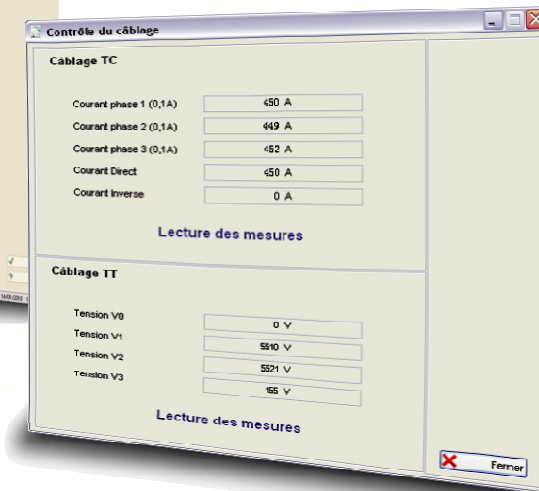 Contrôle du câblage
Câblage TC
Courant phase 1 (0,1A) 450 A
Courant phase 2 (0,1A) 449 A
Courant phase 3 (0,1A) 452 A
Courant Direct 450 A
Courant Inverse 0 A
Lecture des mesures
Câblage TT
Tension V0 0 V
Tension V1 5510 V
Tension V2 5521 V
Tension V3 155 V
Lecture des mesures
Fermer